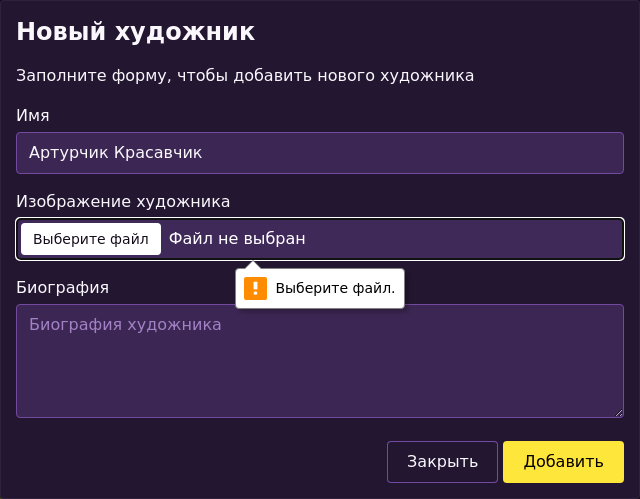 Новый художник
Заполните форму, чтобы добавить нового художника
Имя
Артурчик Красавчик
Изображение художника
Выберите файл Файл не выбран
Выберите файл.
Биография
Биография художника
Закрыть Добавить